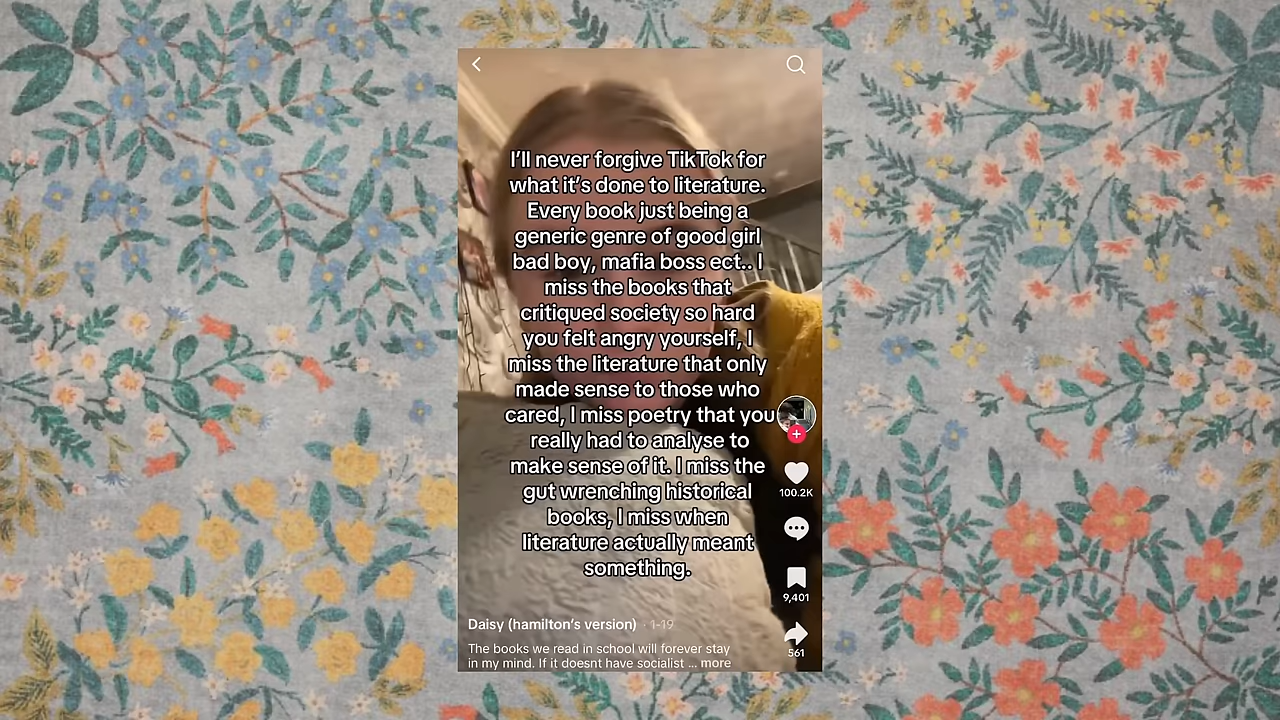 I'll never forgive TikTok for
what it's done to literature.
Every book just being a
generic genre of good girl
bad boy, mafia boss ect.. I
miss the books that
critiqued society so hard
you felt angry yourself, I
miss the literature that only
made sense to those who
cared, I miss poetry that you
really had to analyse to
make sense of it. I miss the
gut wrenching historical
books, I miss when
literature actually meant
something.
100.2K
9,401
561
Daisy (hamilton's version) · 1-19
The books we read in school will forever stay
in my mind. If it doesnt have socialist ... more